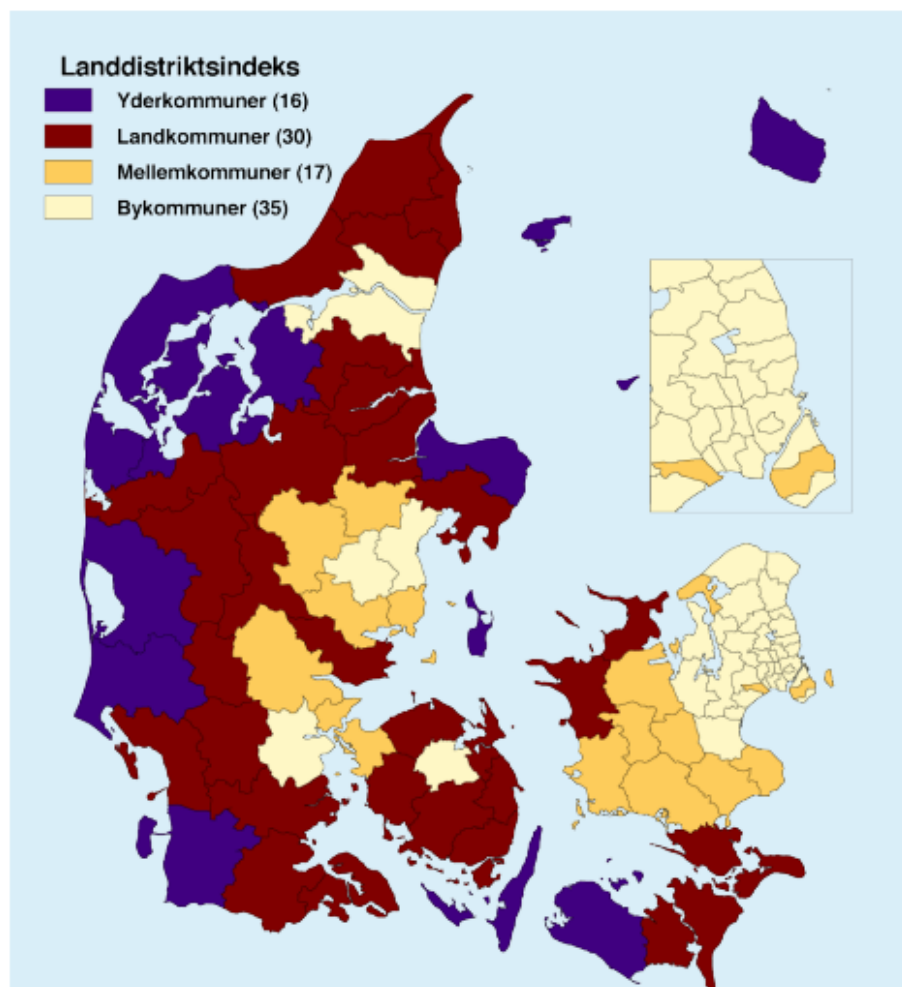 Landdistriktsindeks
Yderkommuner (16)
Landkommuner (30)
Mellemkommuner (17)
Bykommuner (35)